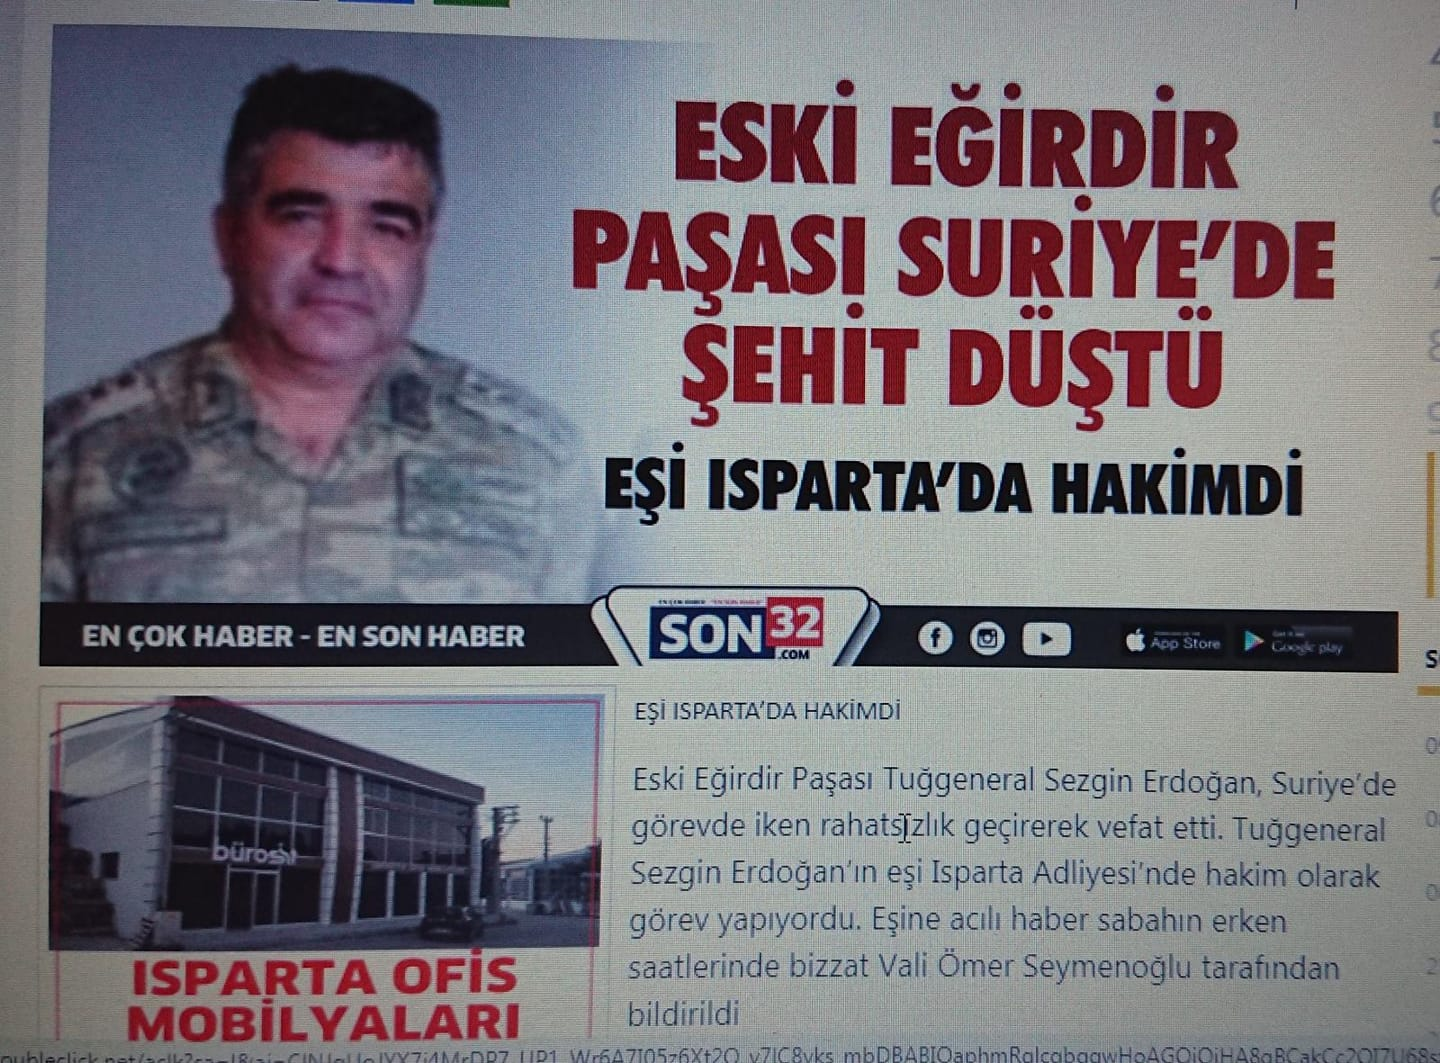 ESKİ EĞİRDİR
PAŞASI SURİYE'DE
ŞEHİT DÜŞTÜ
EŞİ ISPARTA'DA HAKİMDİ
EN ÇOK HABER - EN SON HABER
SON 32
.COM
App Store
Google play
EŞİ ISPARTA'DA HAKİMDİ
Eski Eğirdir Paşası Tuğgeneral Sezgin Erdoğan, Suriye'de
görevde iken rahatsızlık geçirerek vefat etti. Tuğgeneral
Sezgin Erdoğan'ın eşi Isparta Adliyesi'nde hakim olarak
görev yapıyordu. Eşine acılı haber sabahın erken
saatlerinde bizzat Vali Ömer Seymenoğlu tarafından
bildirildi
bürosit
ISPARTA OFİS
MOBİLYALARI